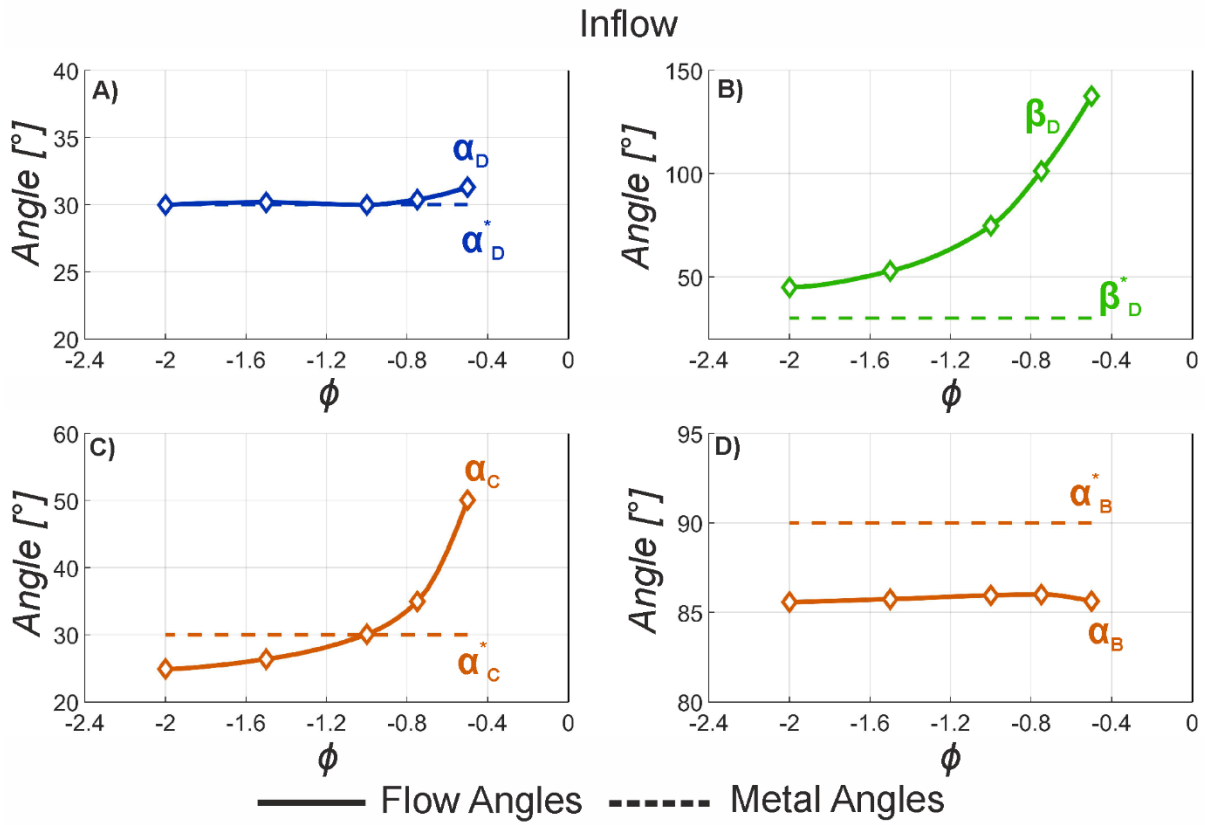 Inflow
A)
Angle [°]
40
35
30
25
20
α_D
α*_D
-2.4 -2 -1.6 -1.2 -0.8 -0.4 0
ϕ
B)
Angle [°]
150
100
50
β_D
β*_D
-2.4 -2 -1.6 -1.2 -0.8 -0.4 0
ϕ
C)
Angle [°]
60
50
40
30
20
α_C
α*_C
-2.4 -2 -1.6 -1.2 -0.8 -0.4 0
ϕ
D)
Angle [°]
95
90
85
80
α*_B
α_B
-2.4 -2 -1.6 -1.2 -0.8 -0.4 0
ϕ
Flow Angles Metal Angles